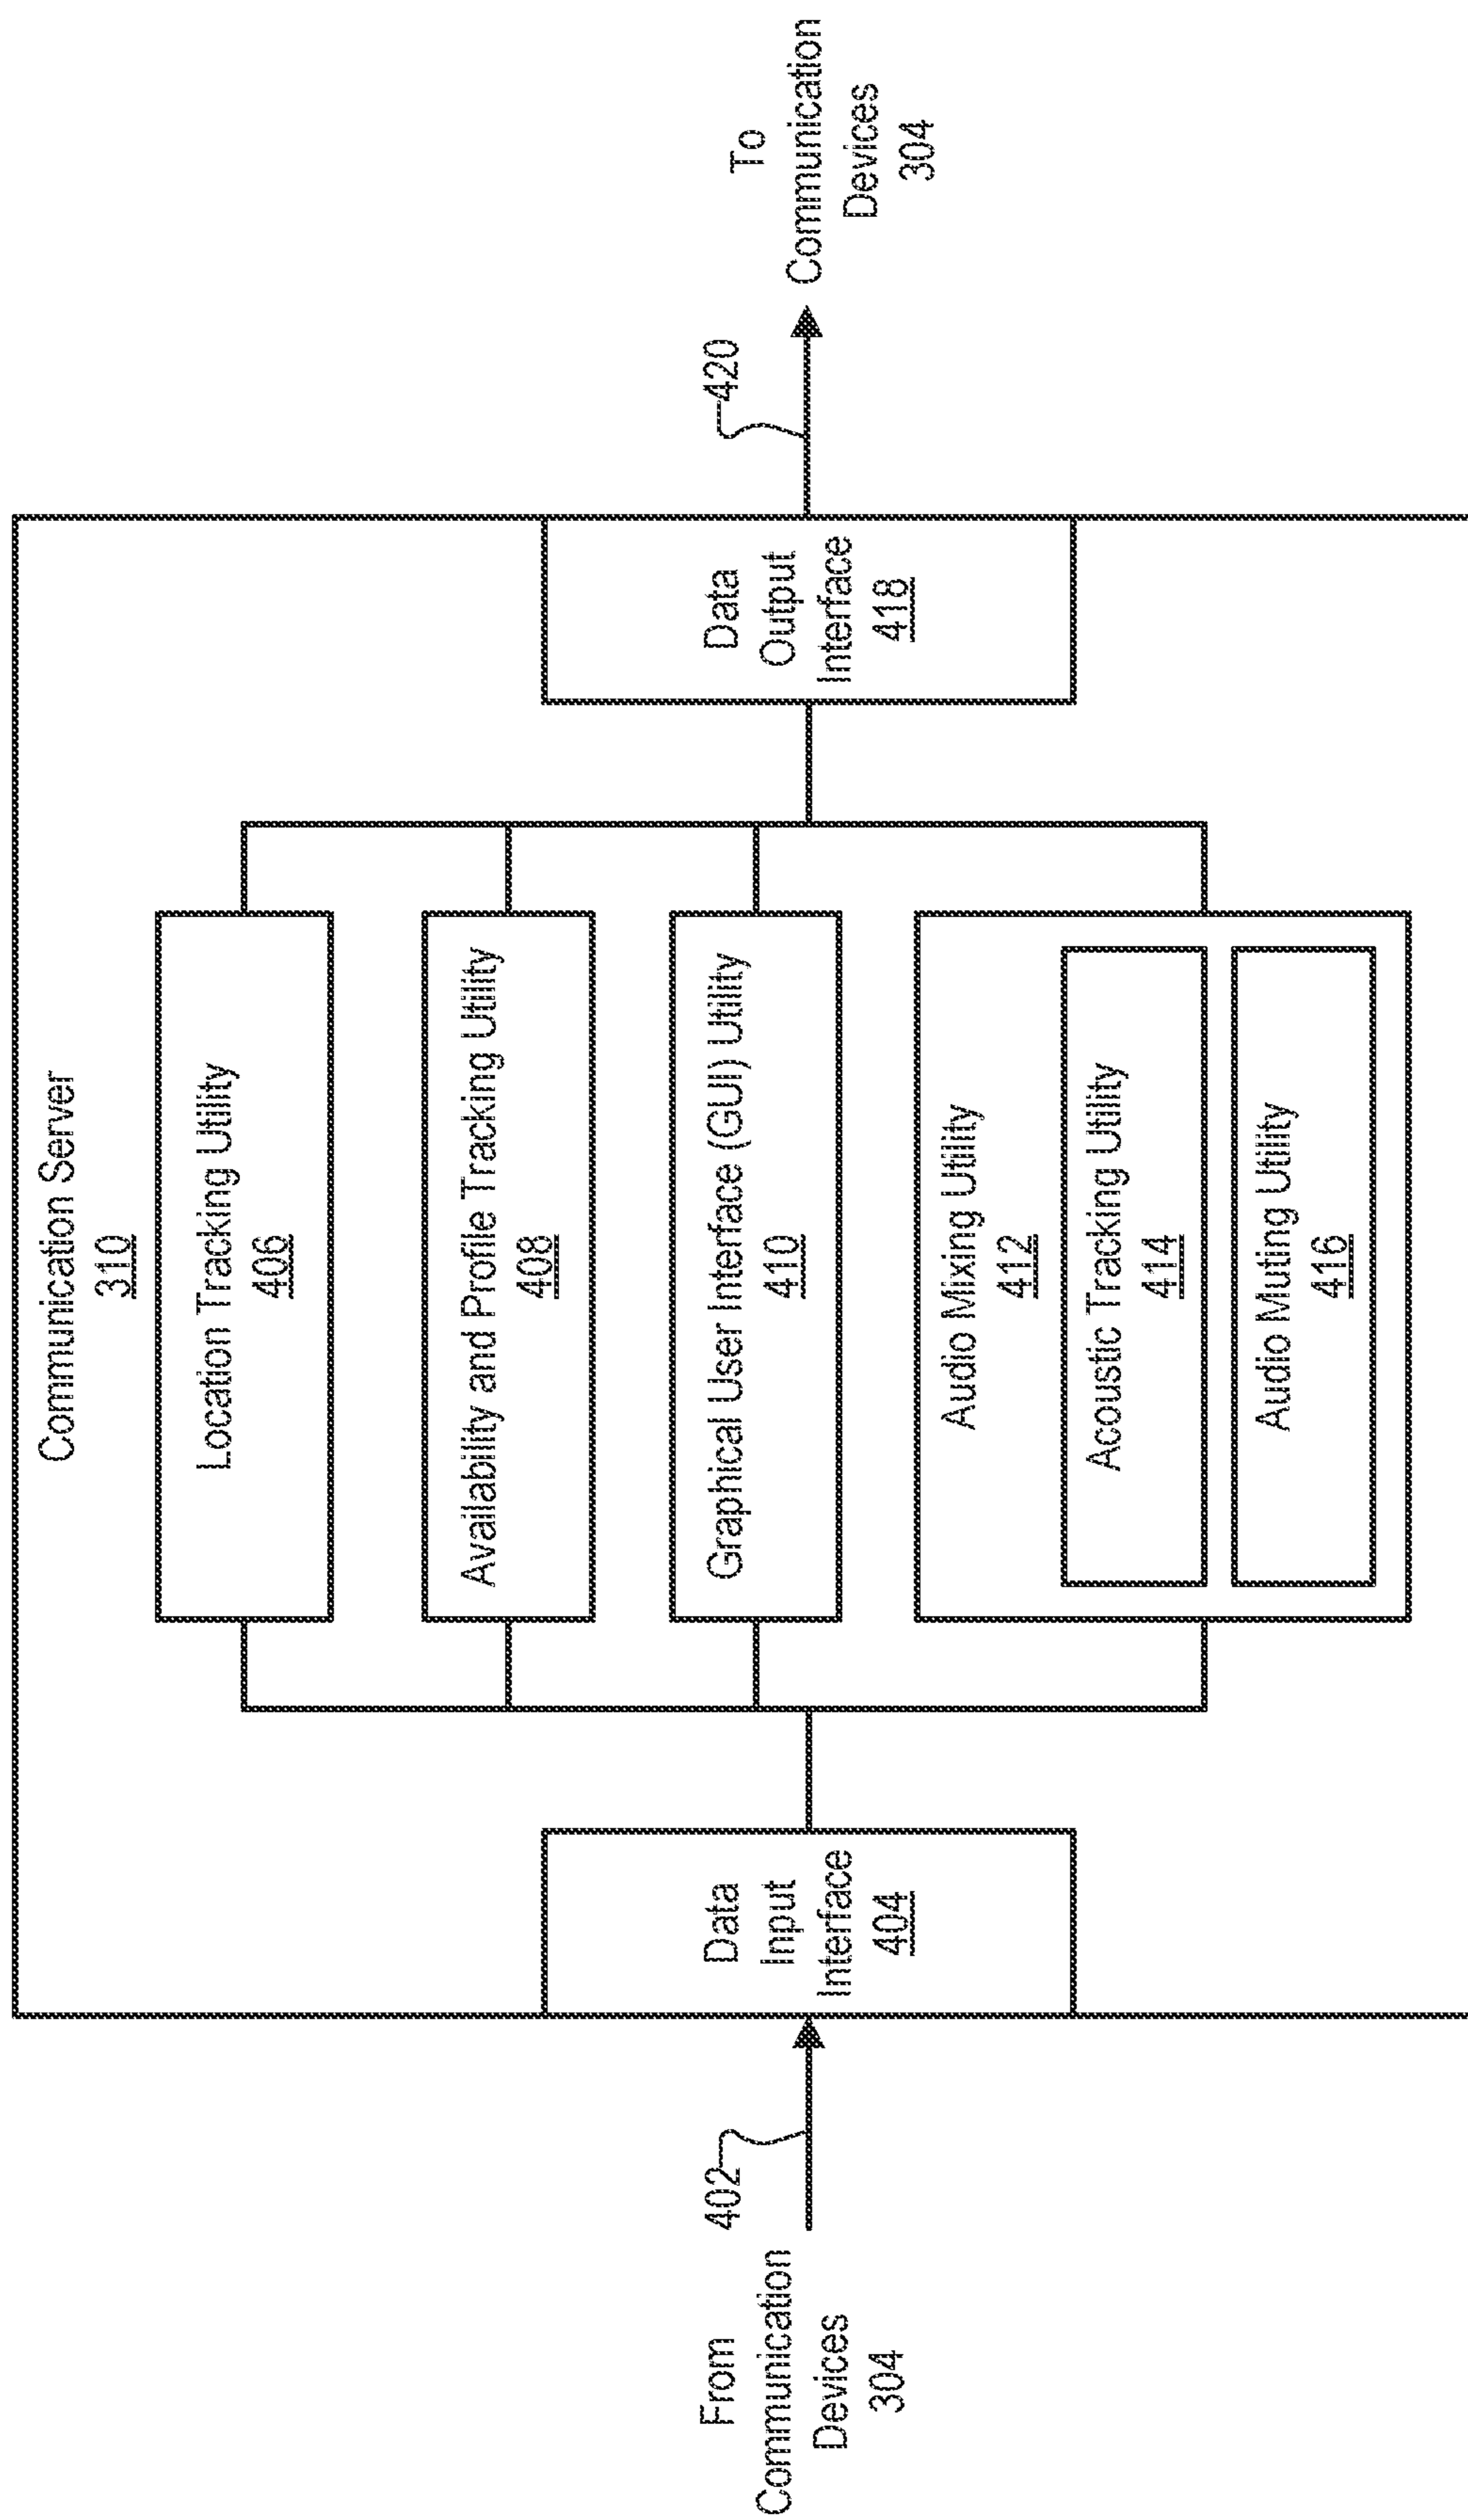 Communication Server
310
From
Communication
Devices
304
402
Data
Input
Interface
404
Location Tracking Utility
406
Availability and Profile Tracking Utility
408
Graphical User Interface (GUI) Utility
410
Audio Mixing Utility
412
Acoustic Tracking Utility
414
Audio Muting Utility
416
Data
Output
Interface
418
420
To
Communication
Devices
304